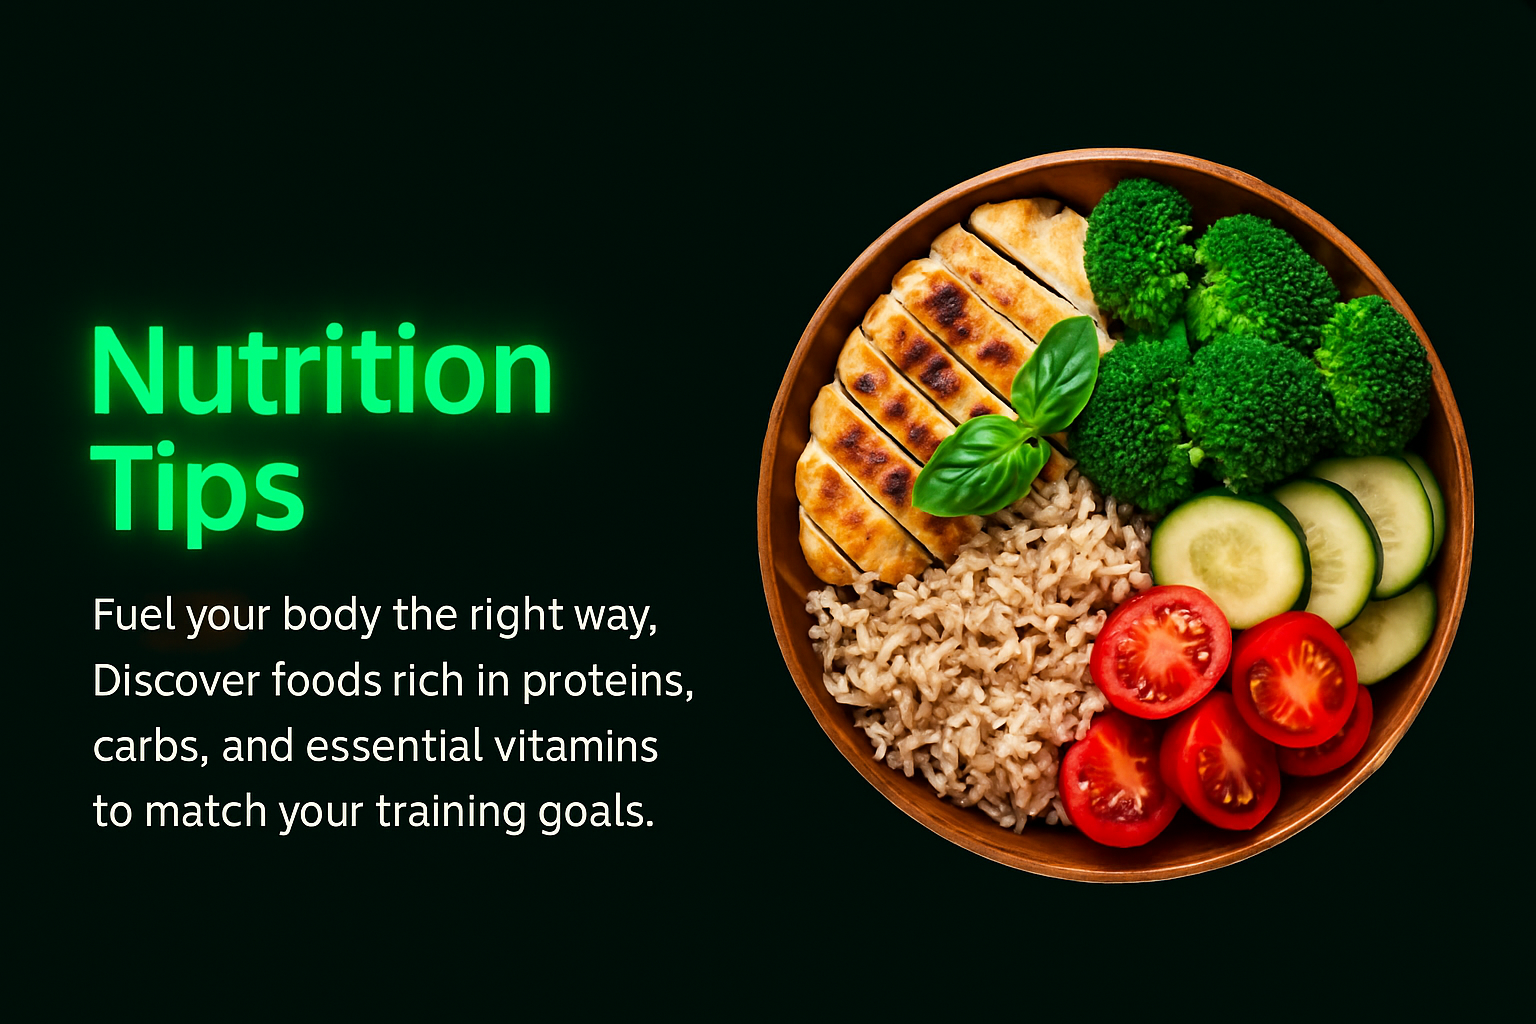 Nutrition
Tips
Fuel your body the right way,
Discover foods rich in proteins,
carbs, and essential vitamins
to match your training goals.